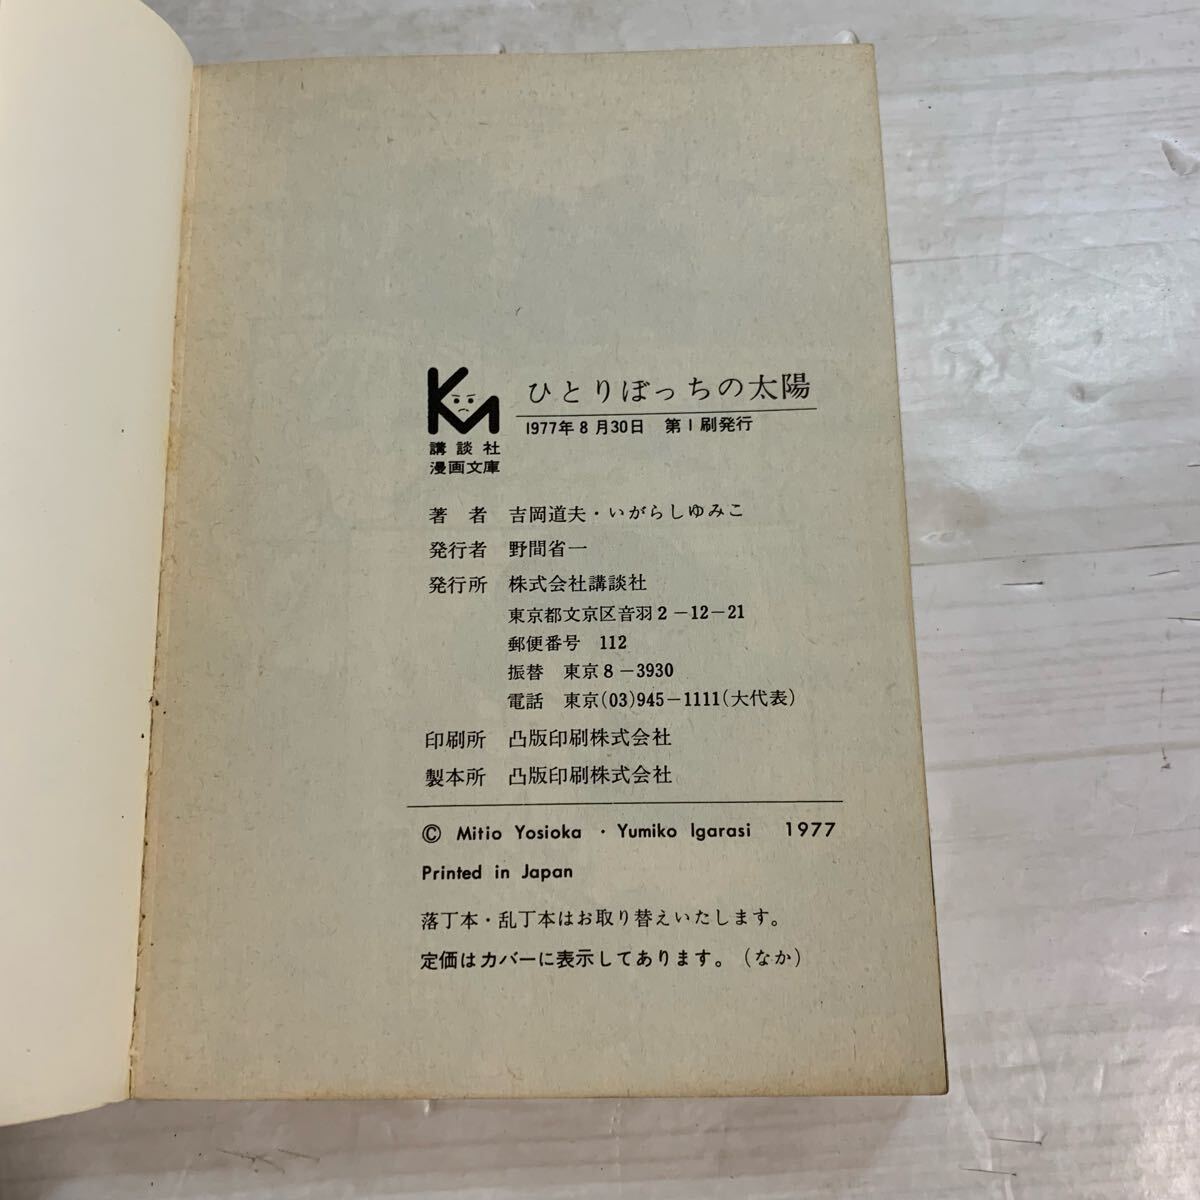 KM
講談社
漫画文庫
ひとりぼっちの太陽
1977年8月30日 第1刷発行
著者 吉岡道夫・いがらしゆみこ
発行者 野間省一
発行所 株式会社講談社
東京都文京区音羽2-12-21
郵便番号 112
振替 東京8-3930
電話 東京(03)945-1111(大代表)
印刷所 凸版印刷株式会社
製本所 凸版印刷株式会社
© Mitio Yosioka・Yumiko Igarasi 1977
Printed in Japan
落丁本・乱丁本はお取り替えいたします。
定価はカバーに表示してあります。(なか)